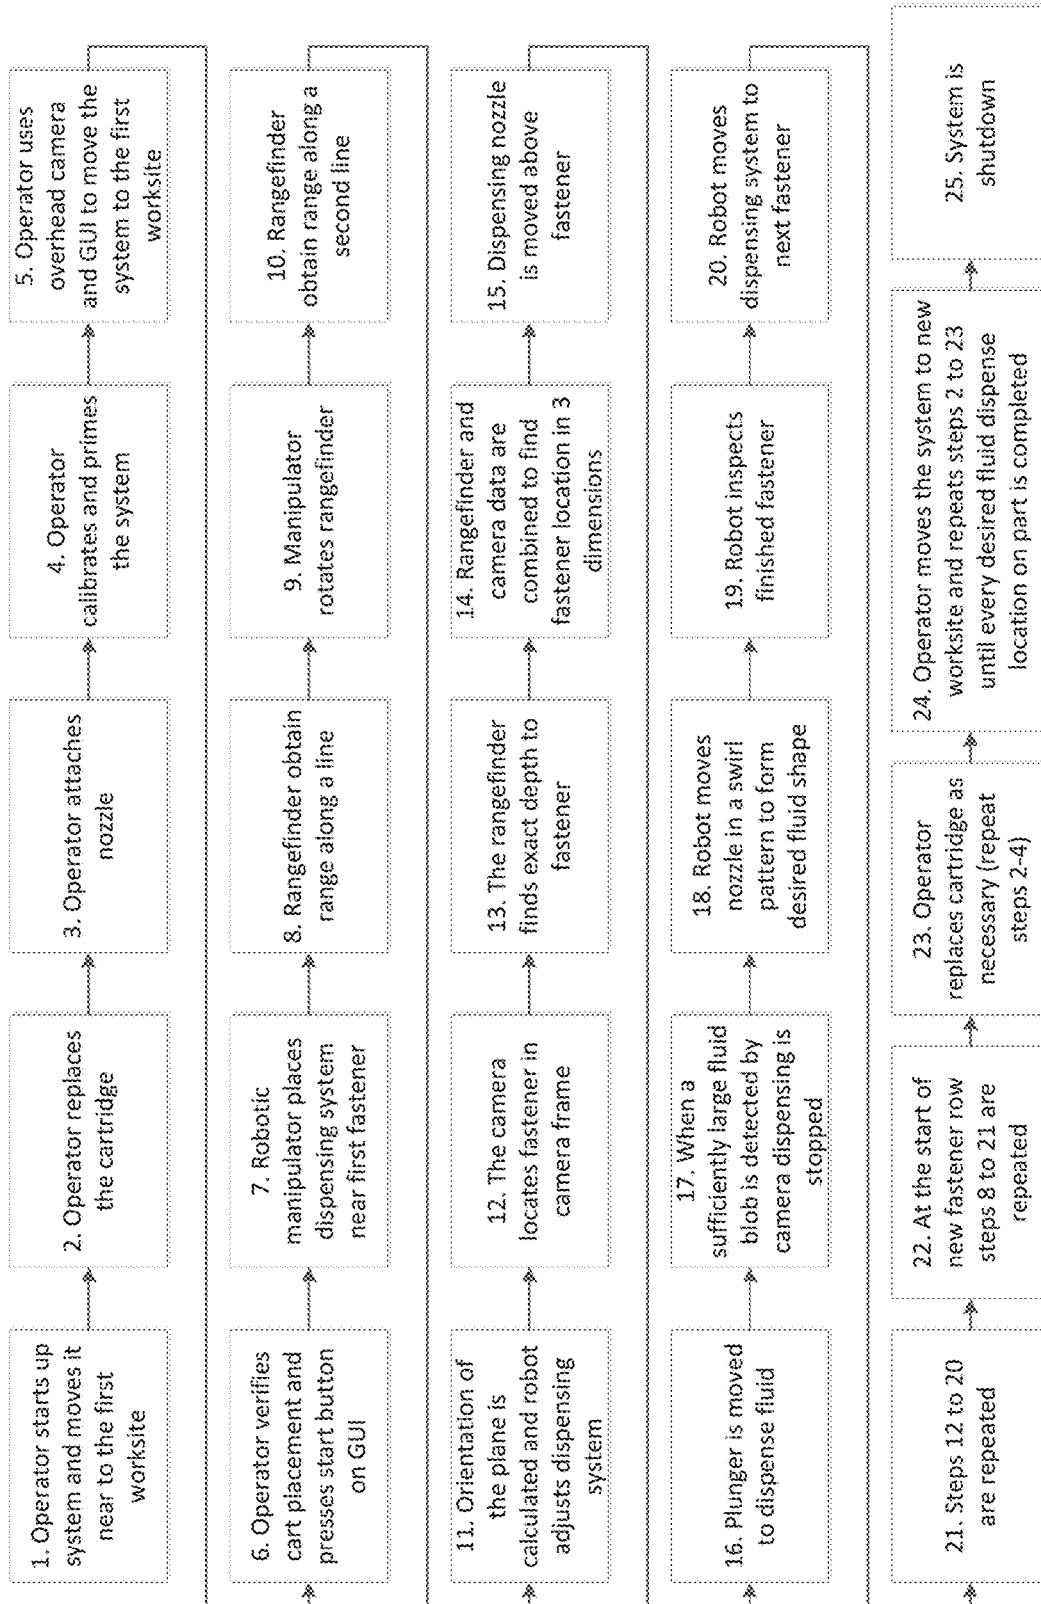 1. Operator starts up
system and moves it
near to the first
worksite
2. Operator replaces
the cartridge
3. Operator attaches
nozzle
4. Operator
calibrates and primes
the system
5. Operator uses
overhead camera
and GUI to move the
system to the first
worksite
6. Operator verifies
cart placement and
presses start button
on GUI
7. Robotic
manipulator places
dispensing system
near first fastener
8. Rangefinder obtain
range along a line
9. Manipulator
rotates rangefinder
10. Rangefinder
obtain range along a
second line
11. Orientation of
the plane is
calculated and robot
adjusts dispensing
system
12. The camera
locates fastener in
camera frame
13. The rangefinder
finds exact depth to
fastener
14. Rangefinder and
camera data are
combined to find
fastener location in 3
dimensions
15. Dispensing nozzle
is moved above
fastener
16. Plunger is moved
to dispense fluid
17. When a
sufficiently large fluid
blob is detected by
camera dispensing is
stopped
18. Robot moves
nozzle in a swirl
pattern to form
desired fluid shape
19. Robot inspects
finished fastener
20. Robot moves
dispensing system to
next fastener
21. Steps 12 to 20
are repeated
22. At the start of
new fastener row
steps 8 to 21 are
repeated
23. Operator
replaces cartridge as
necessary (repeat
steps 2-4)
24. Operator moves the system to new
worksite and repeats steps 2 to 23
until every desired fluid dispense
location on part is completed
25. System is
shutdown